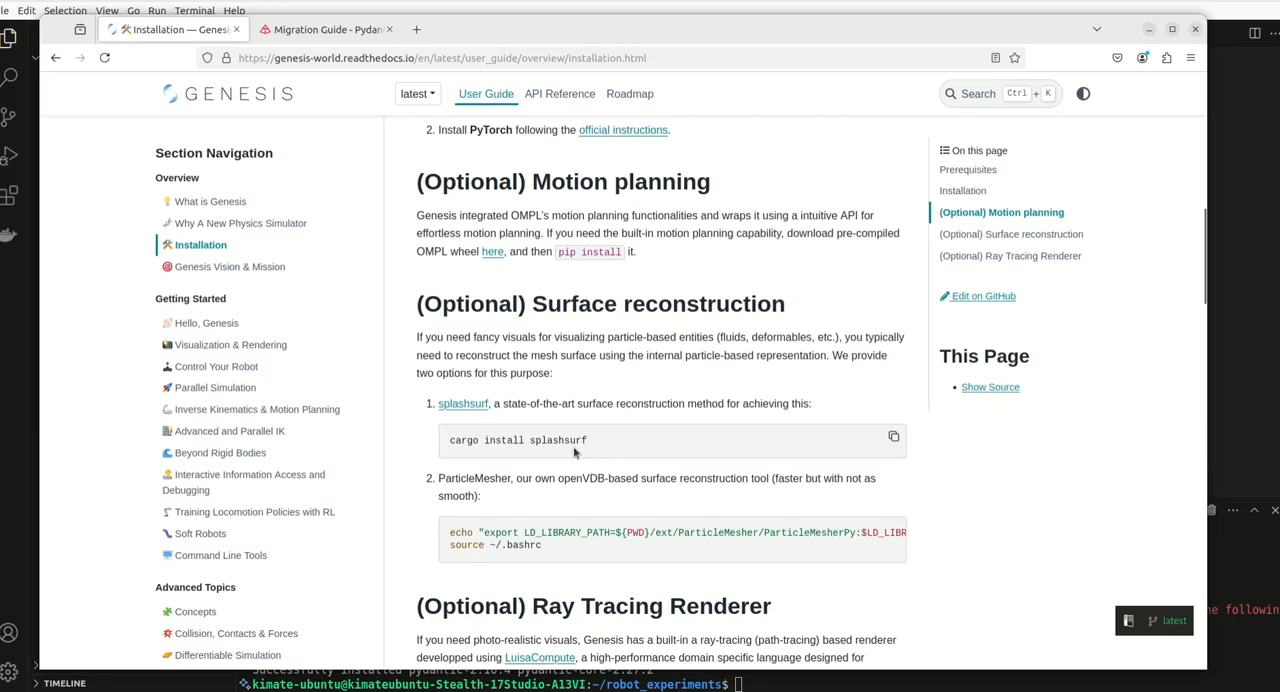 le Edit Selection View Go Run Terminal Help
Installation — Genesi
Migration Guide - Pydan
https://genesis-world.readthedocs.io/en/latest/user_guide/overview/installation.html
GENESIS
latest
User Guide
API Reference
Roadmap
Search Ctrl + K
Section Navigation
Overview
What is Genesis
Why A New Physics Simulator
Installation
Genesis Vision & Mission
Getting Started
Hello, Genesis
Visualization & Rendering
Control Your Robot
Parallel Simulation
Inverse Kinematics & Motion Planning
Advanced and Parallel IK
Beyond Rigid Bodies
Interactive Information Access and
Debugging
Training Locomotion Policies with RL
Soft Robots
Command Line Tools
Advanced Topics
Concepts
Collision, Contacts & Forces
Differentiable Simulation
2. Install PyTorch following the official instructions.
(Optional) Motion planning
Genesis integrated OMPL's motion planning functionalities and wraps it using a intuitive API for
effortless motion planning. If you need the built-in motion planning capability, download pre-compiled
OMPL wheel here, and then pip install it.
(Optional) Surface reconstruction
If you need fancy visuals for visualizing particle-based entities (fluids, deformables, etc.), you typically
need to reconstruct the mesh surface using the internal particle-based representation. We provide
two options for this purpose:
1. splashsurf, a state-of-the-art surface reconstruction method for achieving this:
cargo install splashsurf
2. ParticleMesher, our own openVDB-based surface reconstruction tool (faster but with not as
smooth):
echo "export LD_LIBRARY_PATH=${PWD}/ext/ParticleMesher/ParticleMesherPy:$LD_LIBR
source ~/.bashrc
(Optional) Ray Tracing Renderer
If you need photo-realistic visuals, Genesis has a built-in a ray-tracing (path-tracing) based renderer
developped using LuisaCompute, a high-performance domain specific language designed for
On this page
Prerequisites
Installation
(Optional) Motion planning
(Optional) Surface reconstruction
(Optional) Ray Tracing Renderer
Edit on GitHub
This Page
• Show Source
latest
he followin
TIMELINE
kimate-ubuntu@kimateubuntu-Stealth-17Studio-A13VI:~/robot_experiments$